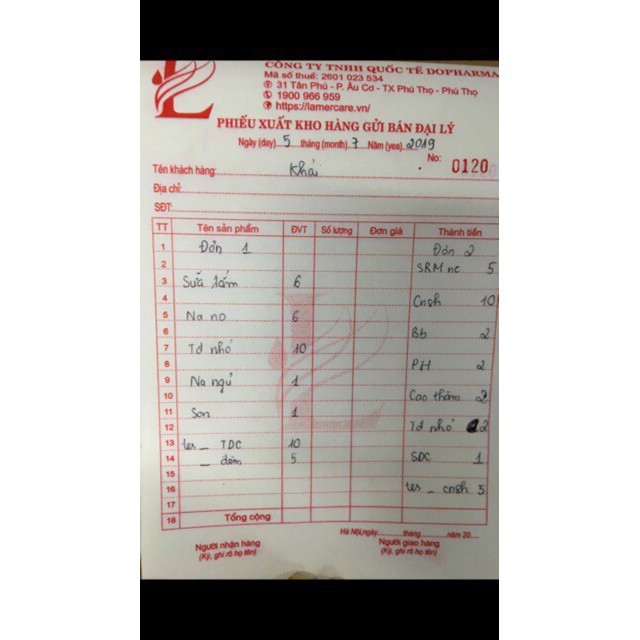 CÔNG TY TNHH QUỐC TẾ DOPHARMA
Mã số thuế: 2601 023 534
31 Tân Phú - P. Âu Cơ - TX Phú Thọ - Phú Thọ
1900 966 959
https://lamercare.vn/
PHIẾU XUẤT KHO HÀNG GỬI BÁN ĐẠI LÝ
Ngày (day) 5 tháng (month) 7 Năm (yea) 2019
No: 0120
Tên khách hàng: Khải
Địa chỉ:
SĐT:
TT Tên sản phẩm ĐVT Số lượng Đơn giá Thành tiền
1 Đơn 1 Đơn 2
2 SRM nc 5
3 Sữa tắm 6
4 Cnsh 10
5 Na no 6
6 Bb 2
7 Td nhỏ 10
8 PH 2
9 Na ngủ 1
10 Cao thâm 2
11 Son 1
12 Td nhỏ 2
13 tes _ TDC 10
14 _ đêm 5 SDC 1
15
16 tes _ cnsh 5
17
18 Tổng cộng
Hà Nội, ngày tháng năm 20
Người nhận hàng Người giao hàng
(Ký, ghi rõ họ tên) (Ký, ghi rõ họ tên)